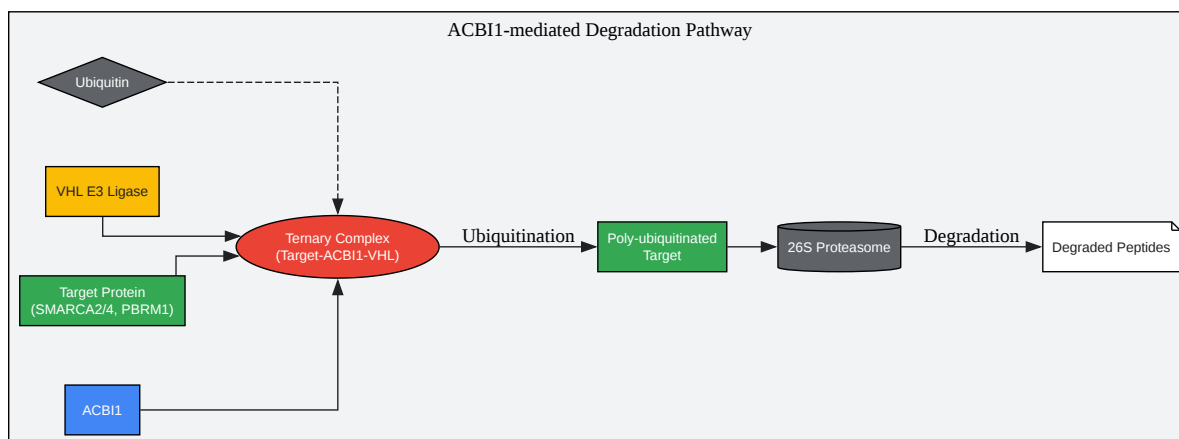 ACBI1-mediated Degradation Pathway
Ubiquitin
VHL E3 Ligase
Target Protein
(SMARCA2/4, PBRM1)
ACBI1
Ternary Complex
(Target-ACBI1-VHL)
Ubiquitination
Poly-ubiquitinated
Target
26S Proteasome
Degradation
Degraded Peptides